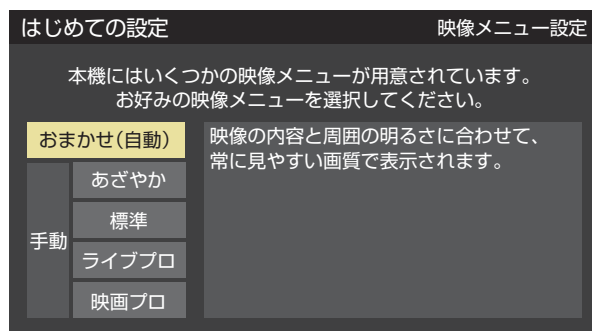 はじめての設定
映像メニュー設定
本機にはいくつかの映像メニューが用意されています。
お好みの映像メニューを選択してください。
おまかせ(自動)
手動
あざやか
標準
ライブプロ
映画プロ
映像の内容と周囲の明るさに合わせて、
常に見やすい画質で表示されます。